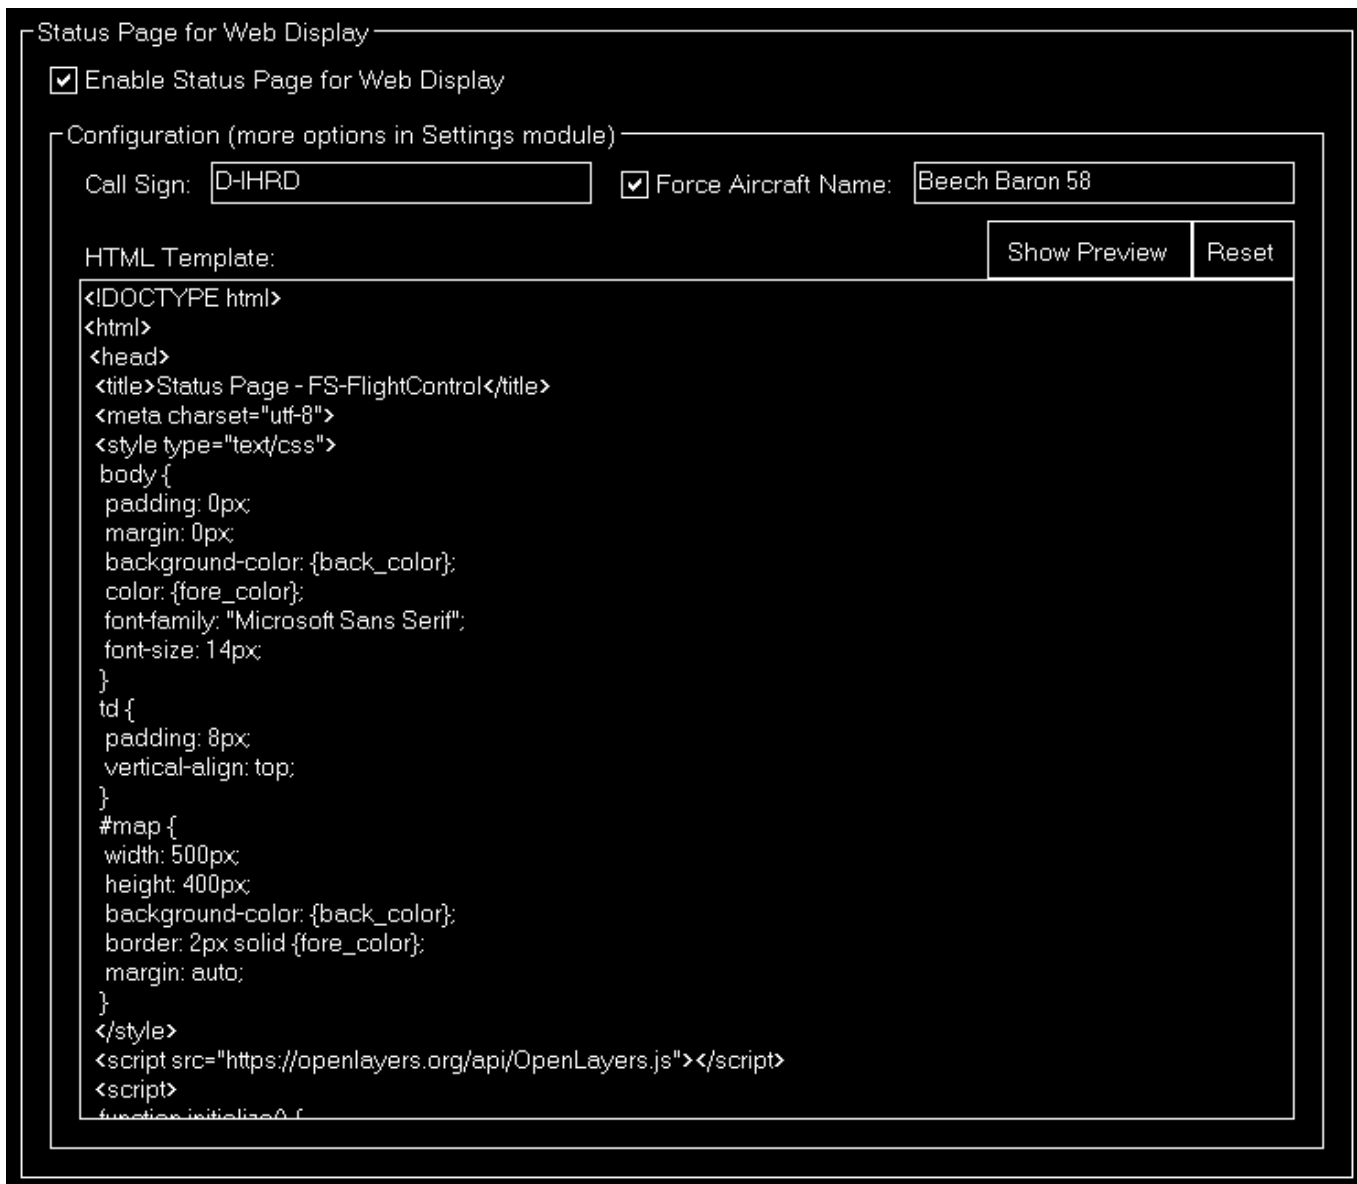 Status Page for Web Display
Enable Status Page for Web Display
Configuration (more options in Settings module)
Call Sign: D-IHRD Force Aircraft Name: Beech Baron 58
HTML Template: Show Preview Reset
<!DOCTYPE html>
<html>
<head>
<title>Status Page - FS-FlightControl</title>
<meta charset="utf-8">
<style type="text/css">
body {
padding: 0px;
margin: 0px;
background-color: {back_color};
color: {fore_color};
font-family: "Microsoft Sans Serif";
font-size: 14px;
}
td {
padding: 8px;
vertical-align: top;
}
#map {
width: 500px;
height: 400px;
background-color: {back_color};
border: 2px solid {fore_color};
margin: auto;
}
</style>
<script src="https://openlayers.org/api/OpenLayers.js"></script>
<script>
function initialize() {